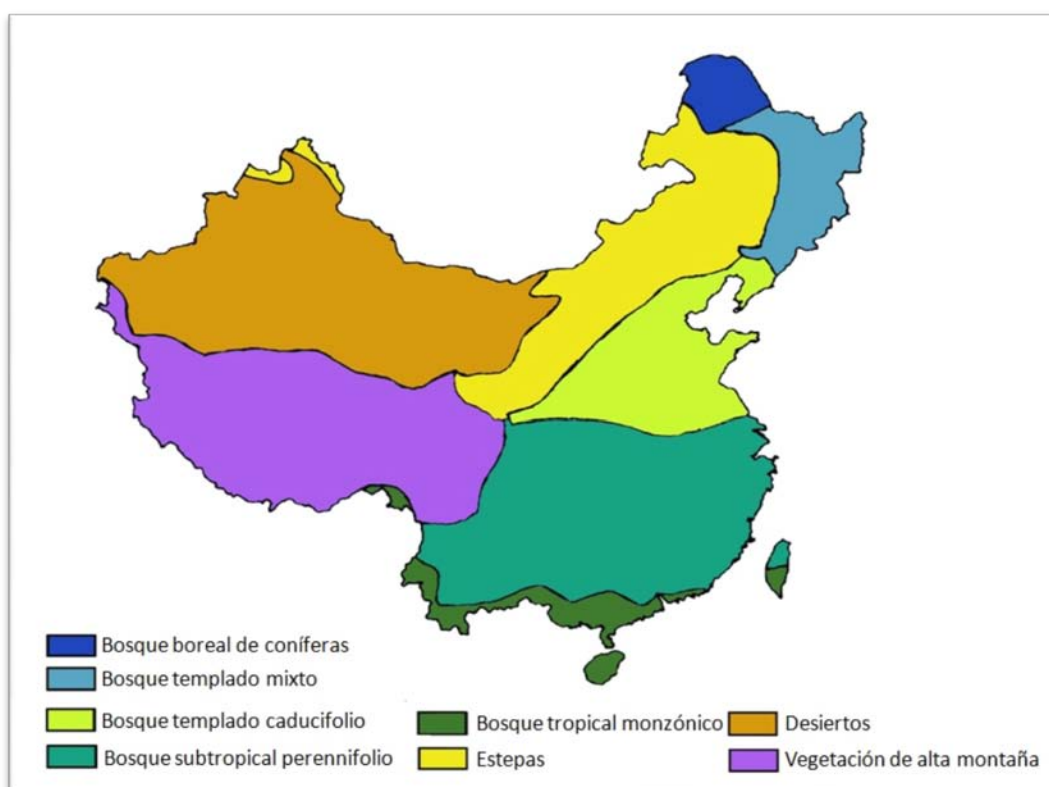 Bosque boreal de coníferas
Bosque templado mixto
Bosque templado caducifolio
Bosque subtropical perennifolio
Bosque tropical monzónico
Estepas
Desiertos
Vegetación de alta montaña